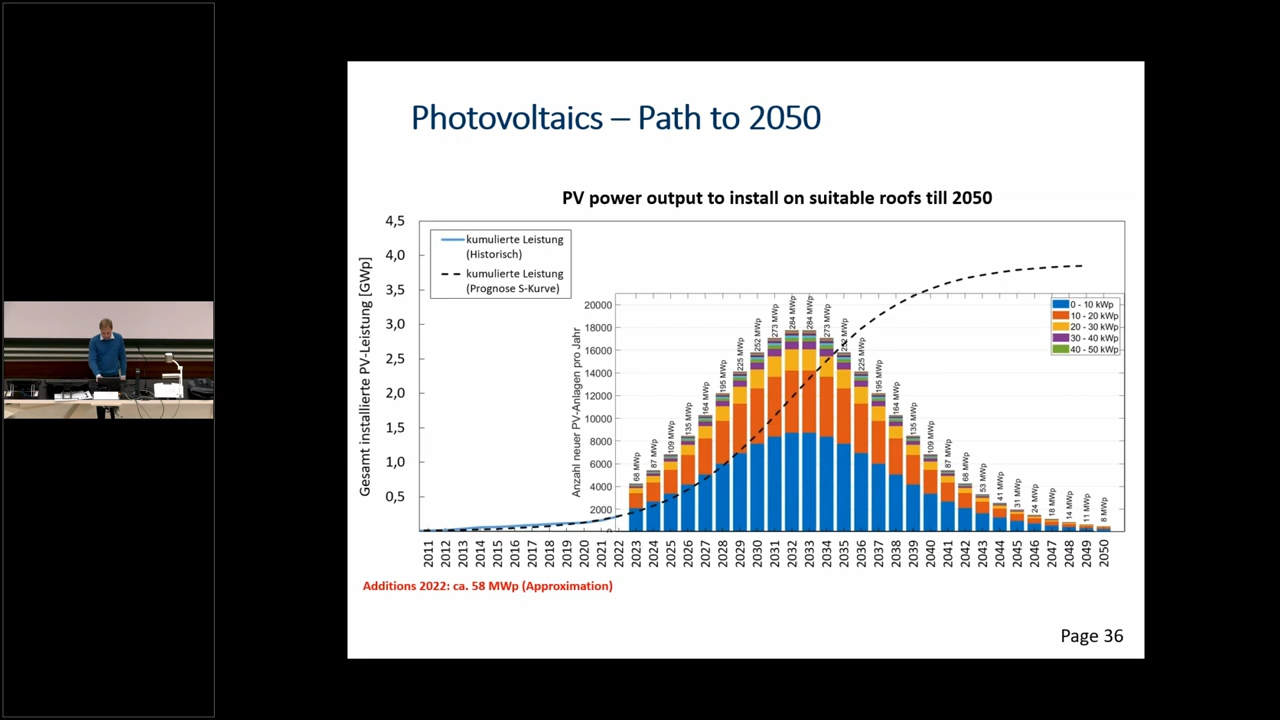 Photovoltaics – Path to 2050
PV power output to install on suitable roofs till 2050
Gesamt installierte PV-Leistung [GWp]
4,5
4,0
3,5
3,0
2,5
2,0
1,5
1,0
0,5
kumulierte Leistung
(Historisch)
kumulierte Leistung
(Prognose S-Kurve)
Anzahl neuer PV-Anlagen pro Jahr
20000
18000
16000
14000
12000
10000
8000
6000
4000
2000
0
68 MWp
87 MWp
109 MWp
135 MWp
164 MWp
195 MWp
225 MWp
252 MWp
273 MWp
284 MWp
284 MWp
273 MWp
225 MWp
195 MWp
164 MWp
135 MWp
109 MWp
87 MWp
68 MWp
53 MWp
41 MWp
31 MWp
24 MWp
18 MWp
14 MWp
11 MWp
8 MWp
0 - 10 kWp
10 - 20 kWp
20 - 30 kWp
30 - 40 kWp
40 - 50 kWp
2011
2012
2013
2014
2015
2016
2017
2018
2019
2020
2021
2022
2023
2024
2025
2026
2027
2028
2029
2030
2031
2032
2033
2034
2035
2036
2037
2038
2039
2040
2041
2042
2043
2044
2045
2046
2047
2048
2049
2050
Additions 2022: ca. 58 MWp (Approximation)
Page 36